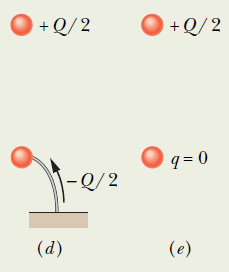 +Q/2 +Q/2
−Q/2 q = 0
(d) (e)